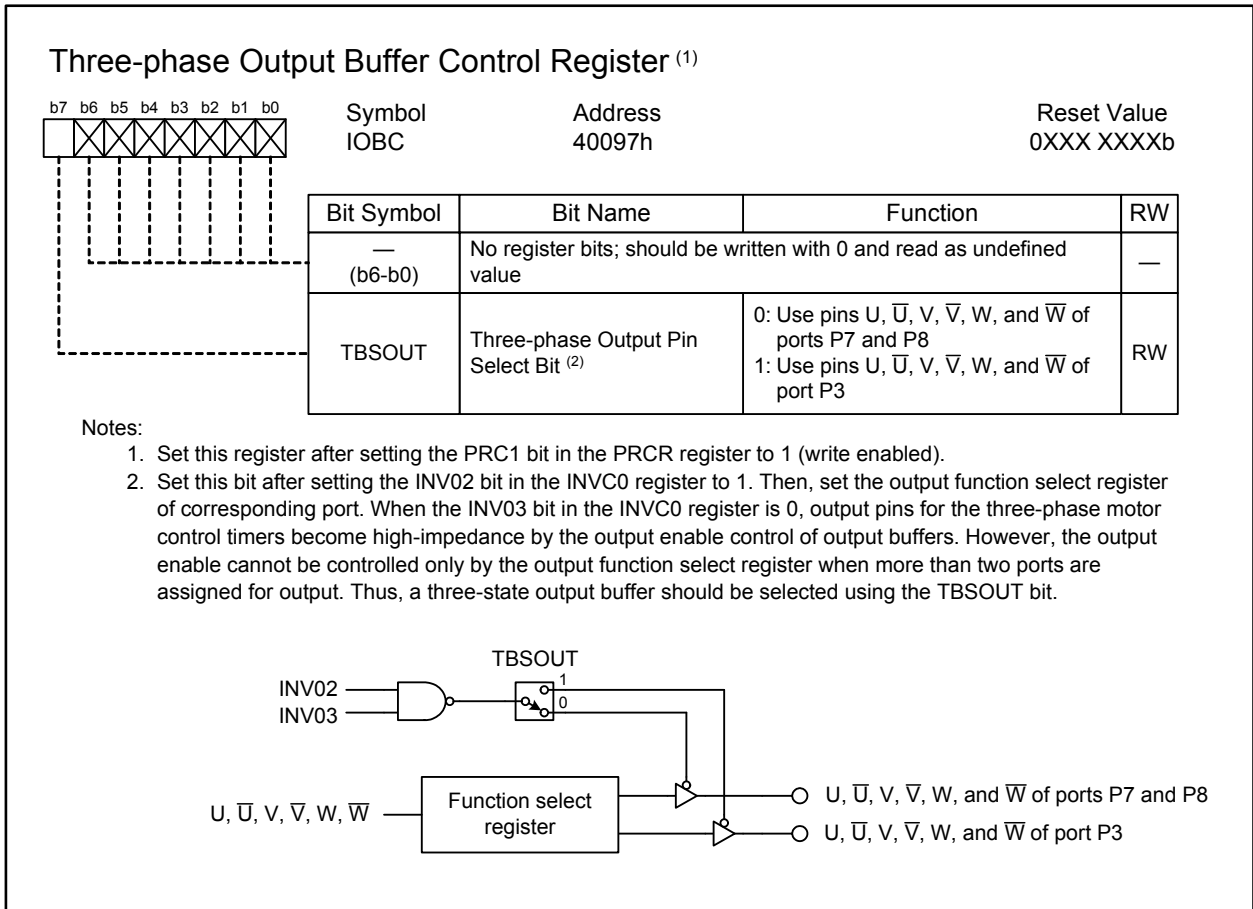 Three-phase Output Buffer Control Register (1)
b7 b6 b5 b4 b3 b2 b1 b0
Symbol Address Reset Value
IOBC 40097h 0XXX XXXXb
Bit Symbol Bit Name Function RW
—
(b6-b0)
No register bits; should be written with 0 and read as undefined
value
—
TBSOUT
Three-phase Output Pin
Select Bit (2)
0: Use pins U, U̅, V, V̅, W, and W̅ of
ports P7 and P8
1: Use pins U, U̅, V, V̅, W, and W̅ of
port P3
RW
Notes:
1. Set this register after setting the PRC1 bit in the PRCR register to 1 (write enabled).
2. Set this bit after setting the INV02 bit in the INVC0 register to 1. Then, set the output function select register
of corresponding port. When the INV03 bit in the INVC0 register is 0, output pins for the three-phase motor
control timers become high-impedance by the output enable control of output buffers. However, the output
enable cannot be controlled only by the output function select register when more than two ports are
assigned for output. Thus, a three-state output buffer should be selected using the TBSOUT bit.
TBSOUT
INV02
INV03
1
0
U, U̅, V, V̅, W, W̅
Function select
register
U, U̅, V, V̅, W, and W̅ of ports P7 and P8
U, U̅, V, V̅, W, and W̅ of port P3